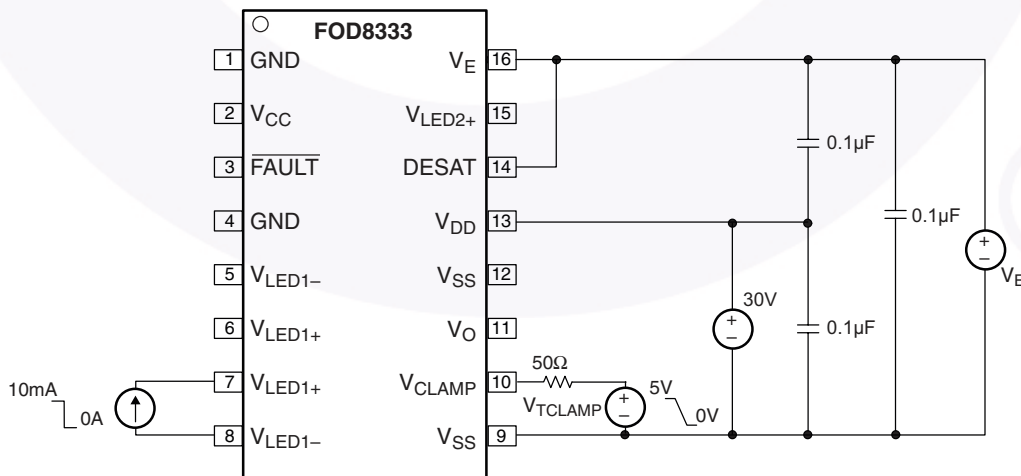 FOD8333
1 GND
VE 16
2 VCC
VLED2+ 15
0.1µF
3 FAULT
DESAT 14
4 GND
VDD 13
0.1µF
5 VLED1–
VSS 12
VE
30V
6 VLED1+
VO 11
0.1µF
50Ω
7 VLED1+
VCLAMP 10
10mA
5V
VTCLAMP
0A
0V
8 VLED1–
VSS 9